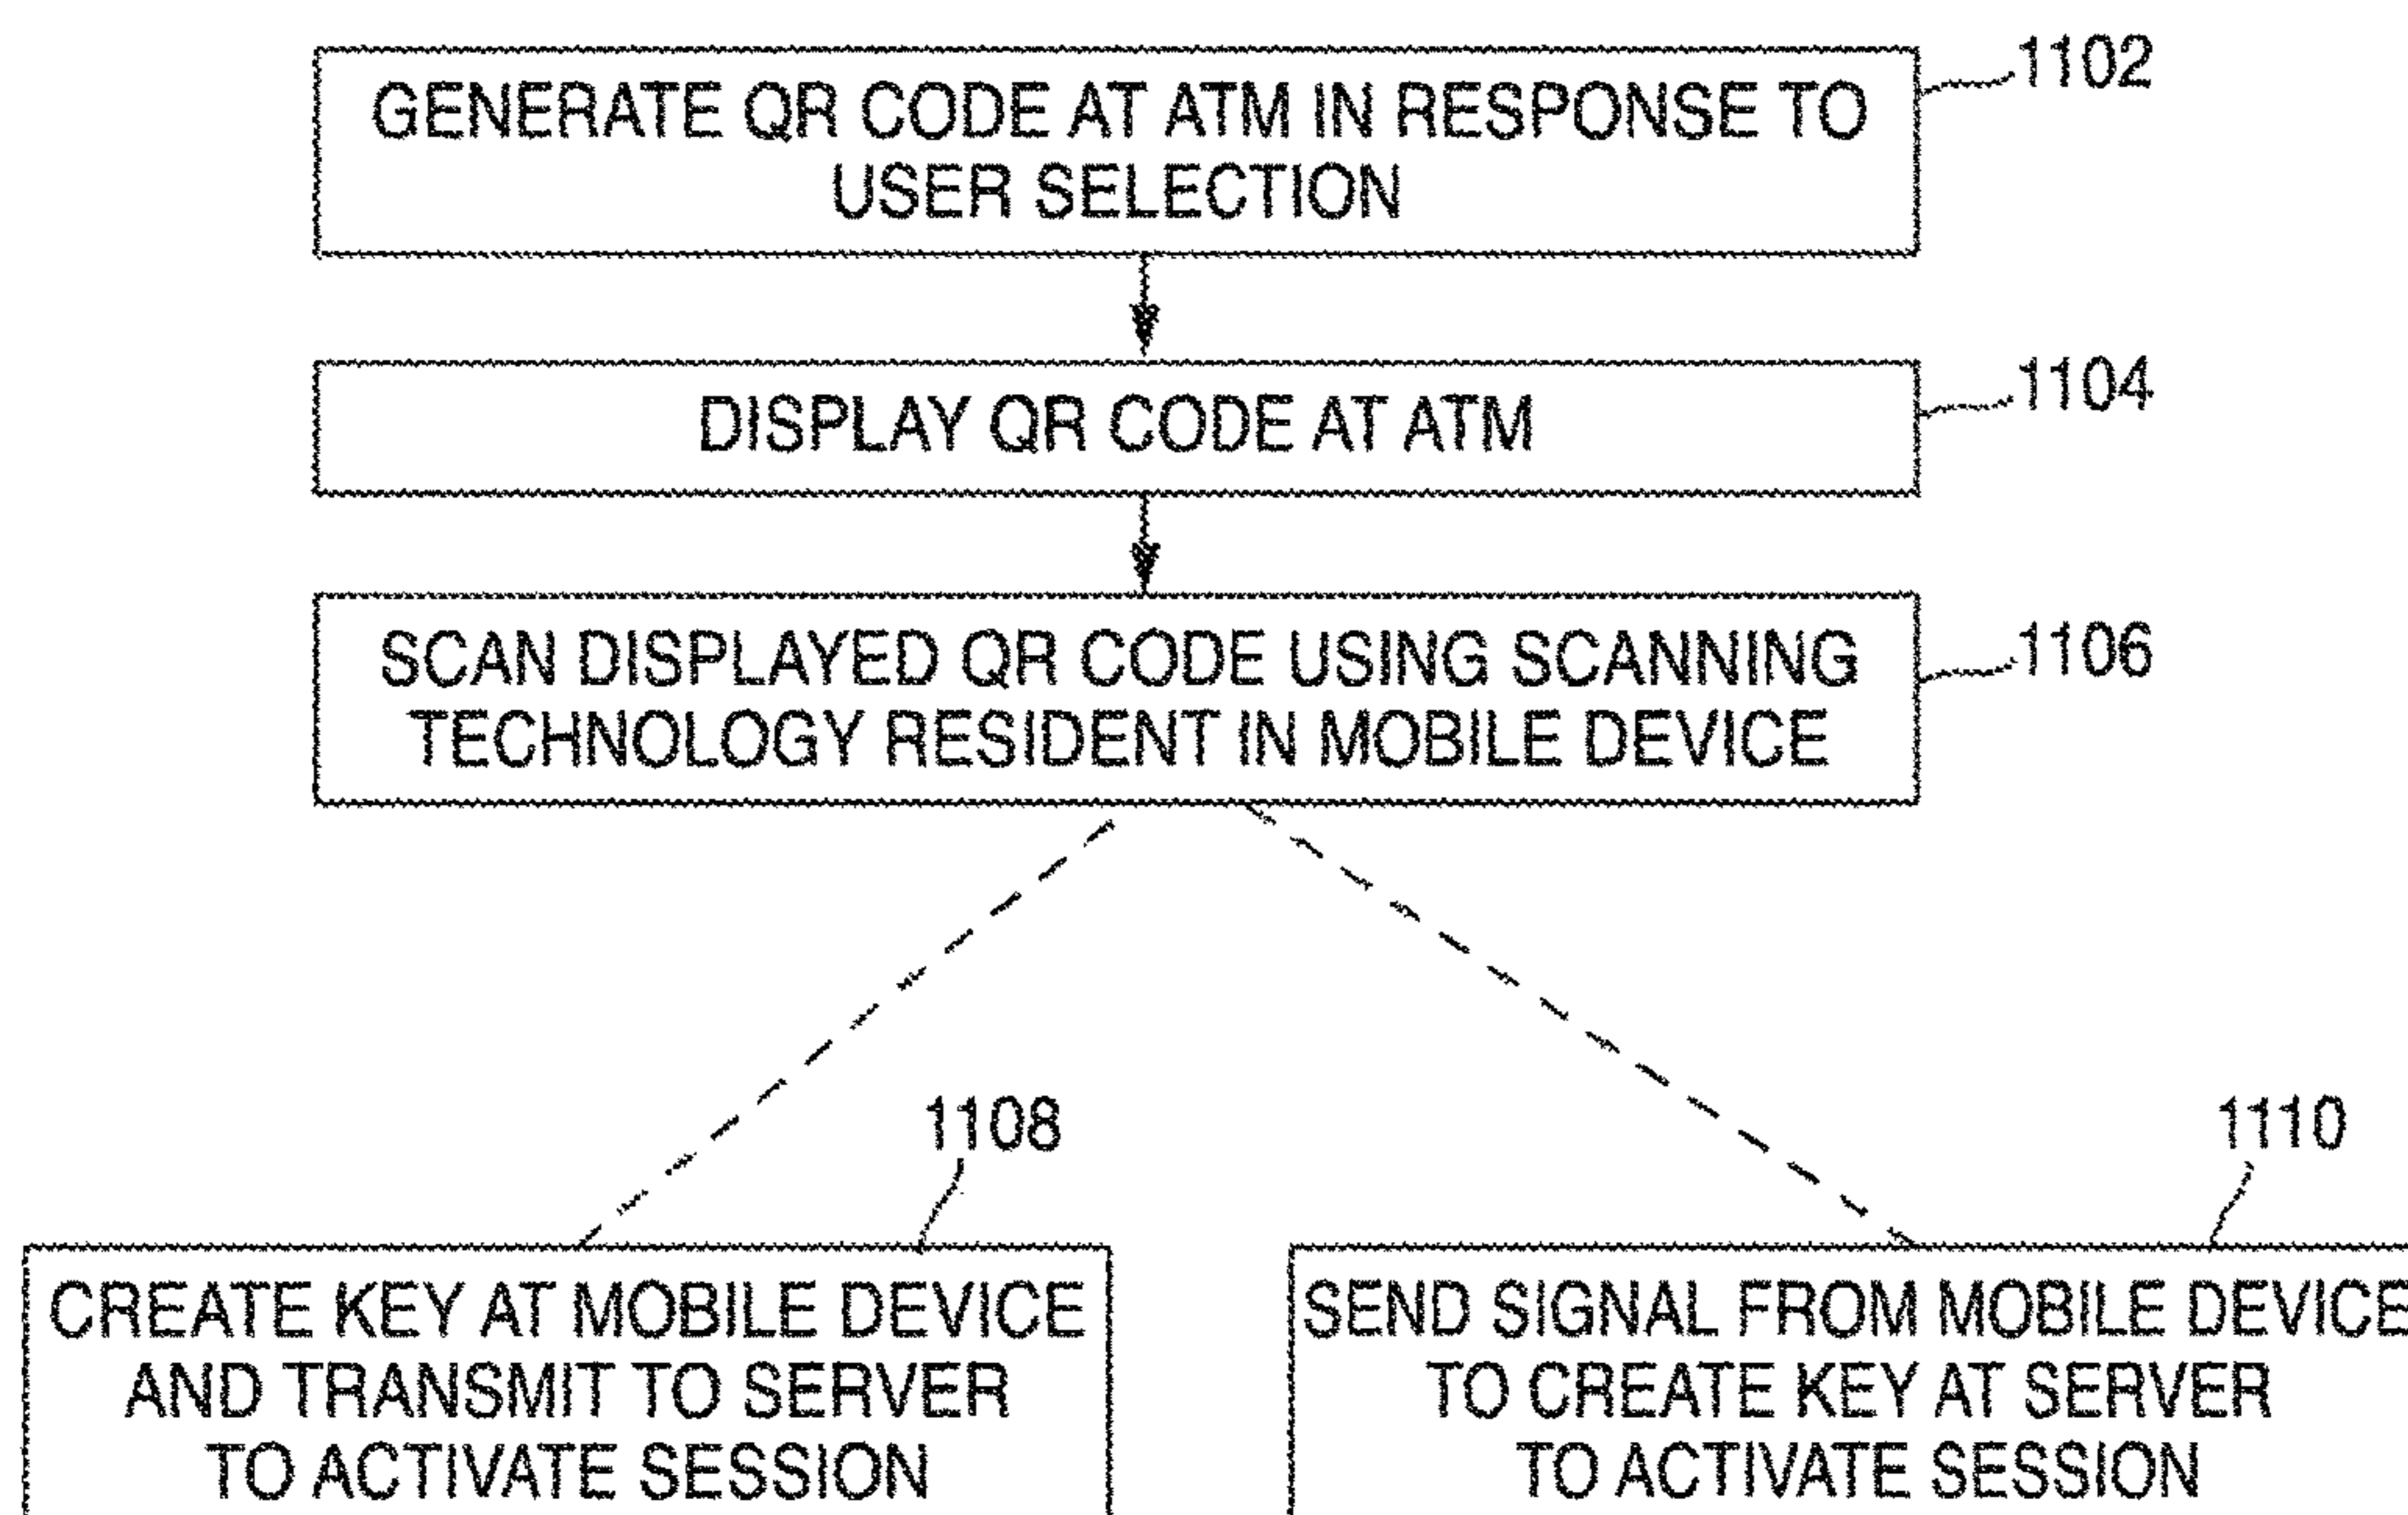 1102
GENERATE QR CODE AT ATM IN RESPONSE TO
USER SELECTION
1104
DISPLAY QR CODE AT ATM
1106
SCAN DISPLAYED QR CODE USING SCANNING
TECHNOLOGY RESIDENT IN MOBILE DEVICE
1108
CREATE KEY AT MOBILE DEVICE
AND TRANSMIT TO SERVER
TO ACTIVATE SESSION
1110
SEND SIGNAL FROM MOBILE DEVICE
TO CREATE KEY AT SERVER
TO ACTIVATE SESSION